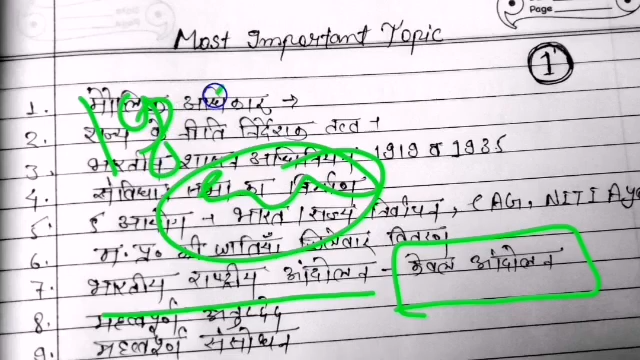 Page
Most Important Topic
1
1. मौलिक अधिकार →
2. राज्य के नीति निर्देशक तत्व -
3. भारतीय शासन अधिनियम 1919 व 1935
4. संविधान सभा का निर्माण
5. आयोग → भारत / राज्य निर्वाचन, CAG, NITI Ay
6. म.प्र. की जातियाँ जिलेवार वितरण
7. भारतीय राष्ट्रीय आंदोलन - केवल आंदोलन
8. महत्वपूर्ण अनुच्छेद
9. महत्वपूर्ण संसोधन